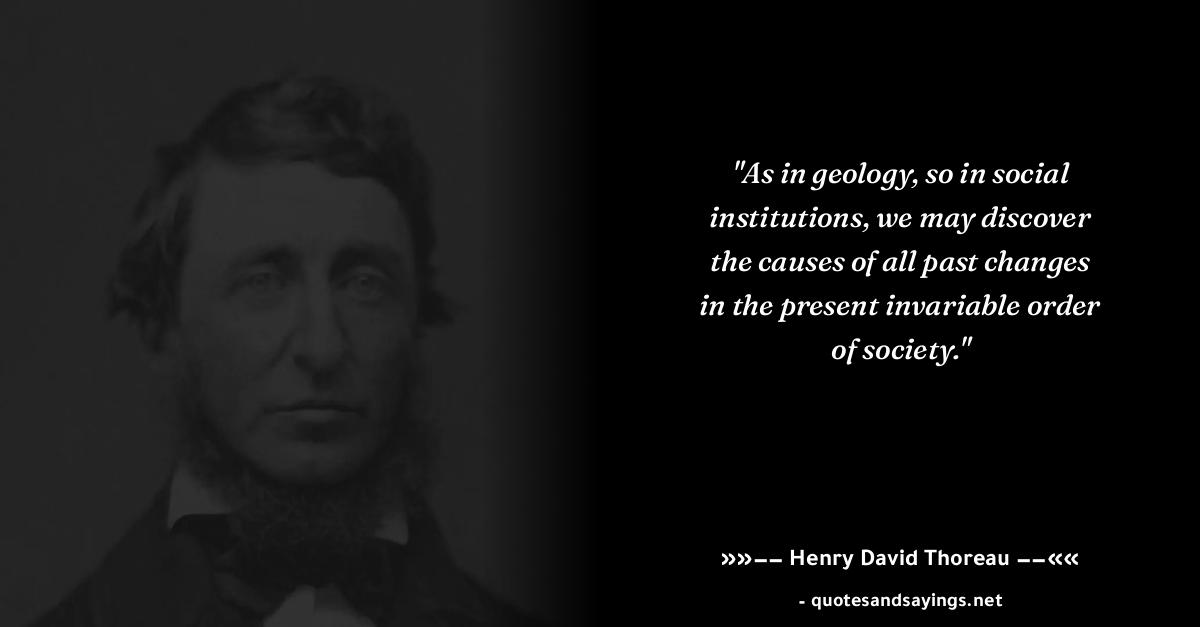 "As in geology, so in social
institutions, we may discover
the causes of all past changes
in the present invariable order
of society."
»»–– Henry David Thoreau ––««
- quotesandsayings.net